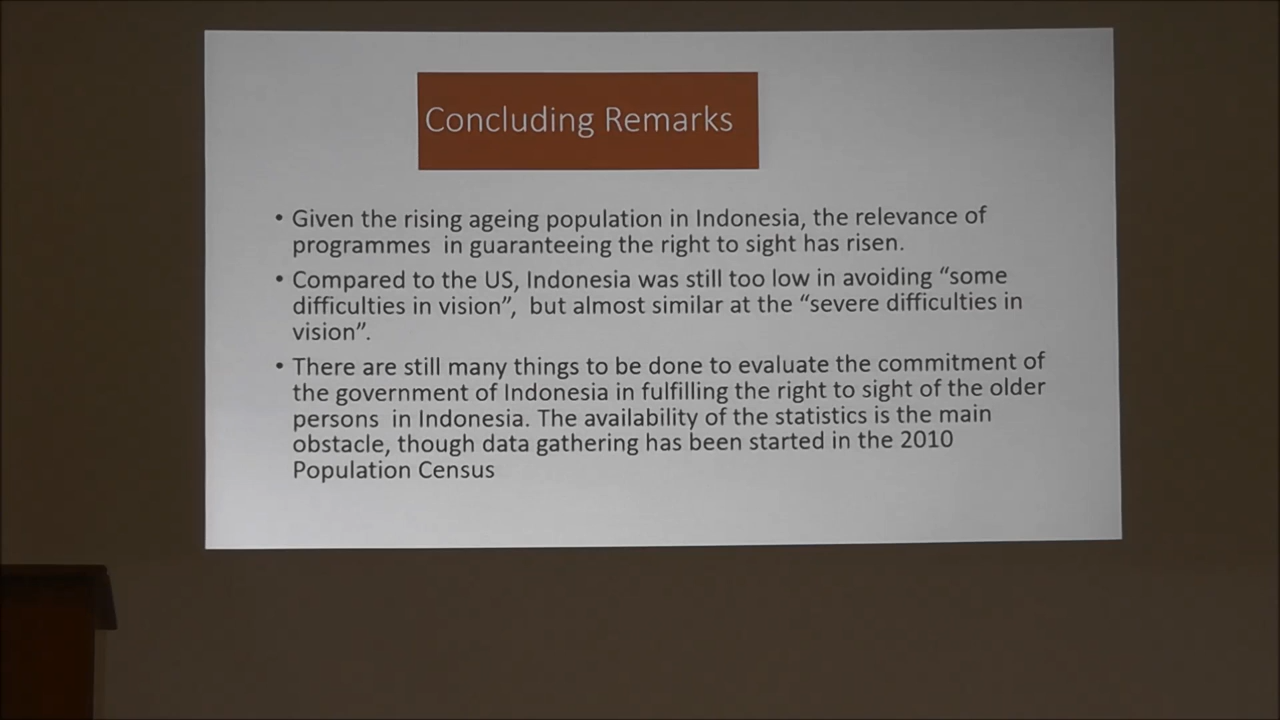 Concluding Remarks
• Given the rising ageing population in Indonesia, the relevance of
programmes  in guaranteeing the right to sight has risen.
• Compared to the US, Indonesia was still too low in avoiding “some
difficulties in vision”,  but almost similar at the “severe difficulties in
vision”.
• There are still many things to be done to evaluate the commitment of
the government of Indonesia in fulfilling the right to sight of the older
persons  in Indonesia. The availability of the statistics is the main
obstacle, though data gathering has been started in the 2010
Population Census